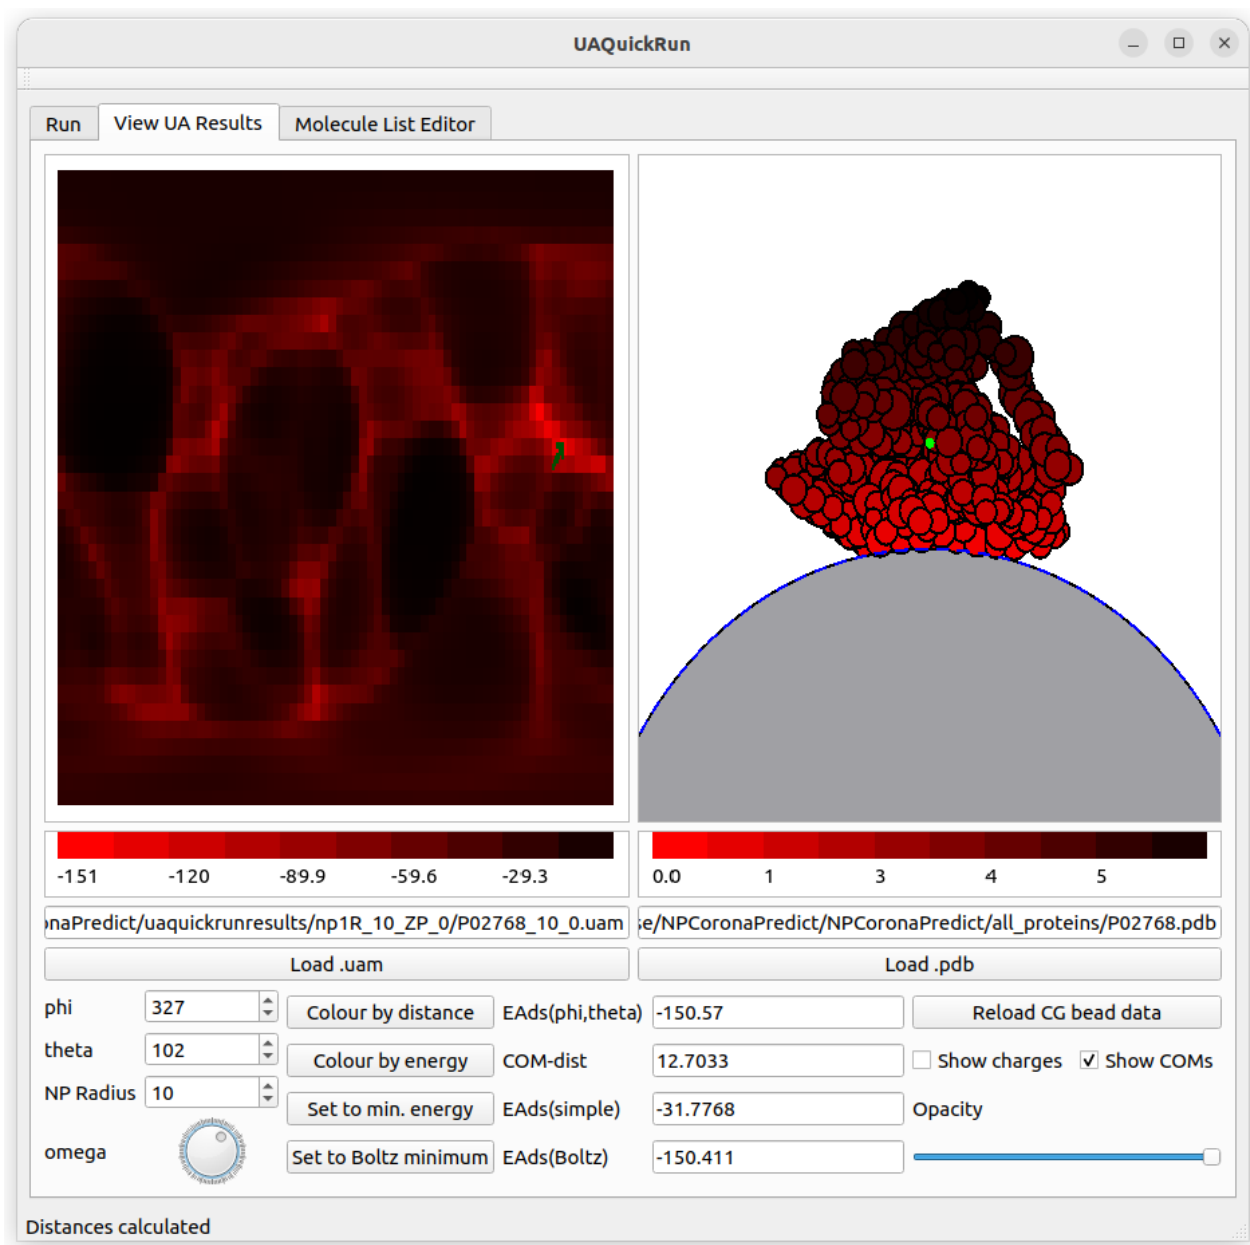 UAQuickRun
Run View UA Results Molecule List Editor
-151 -120 -89.9 -59.6 -29.3
0.0 1 3 4 5
onaPredict/uaquickrunresults/np1R_10_ZP_0/P02768_10_0.uam
se/NPCoronaPredict/NPCoronaPredict/all_proteins/P02768.pdb
Load .uam Load .pdb
phi 327 Colour by distance EAds(phi,theta) -150.57 Reload CG bead data
theta 102 Colour by energy COM-dist 12.7033 Show charges Show COMs
NP Radius 10 Set to min. energy EAds(simple) -31.7768 Opacity
omega Set to Boltz minimum EAds(Boltz) -150.411
Distances calculated